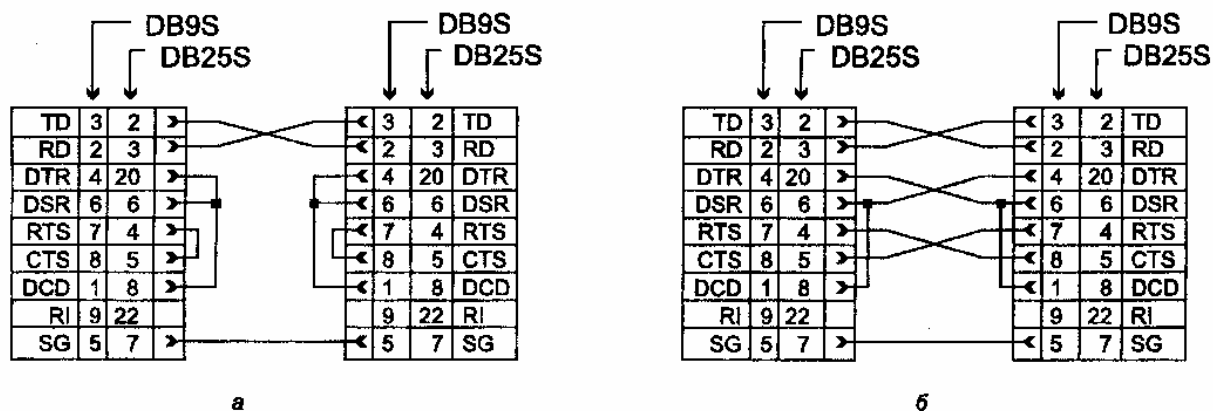 DB9S DB9S DB9S DB9S
DB25S DB25S DB25S DB25S
TD 3 2 3 2 TD TD 3 2 3 2 TD
RD 2 3 2 3 RD RD 2 3 2 3 RD
DTR 4 20 4 20 DTR DTR 4 20 4 20 DTR
DSR 6 6 6 6 DSR DSR 6 6 6 6 DSR
RTS 7 4 7 4 RTS RTS 7 4 7 4 RTS
CTS 8 5 8 5 CTS CTS 8 5 8 5 CTS
DCD 1 8 1 8 DCD DCD 1 8 1 8 DCD
RI 9 22 9 22 RI RI 9 22 9 22 RI
SG 5 7 5 7 SG SG 5 7 5 7 SG
а б